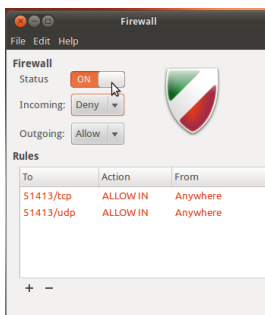 Firewall
File Edit Help
Firewall
Status ON
Incoming: Deny
Outgoing: Allow
Rules
To Action From
51413/tcp ALLOW IN Anywhere
51413/udp ALLOW IN Anywhere
+ −